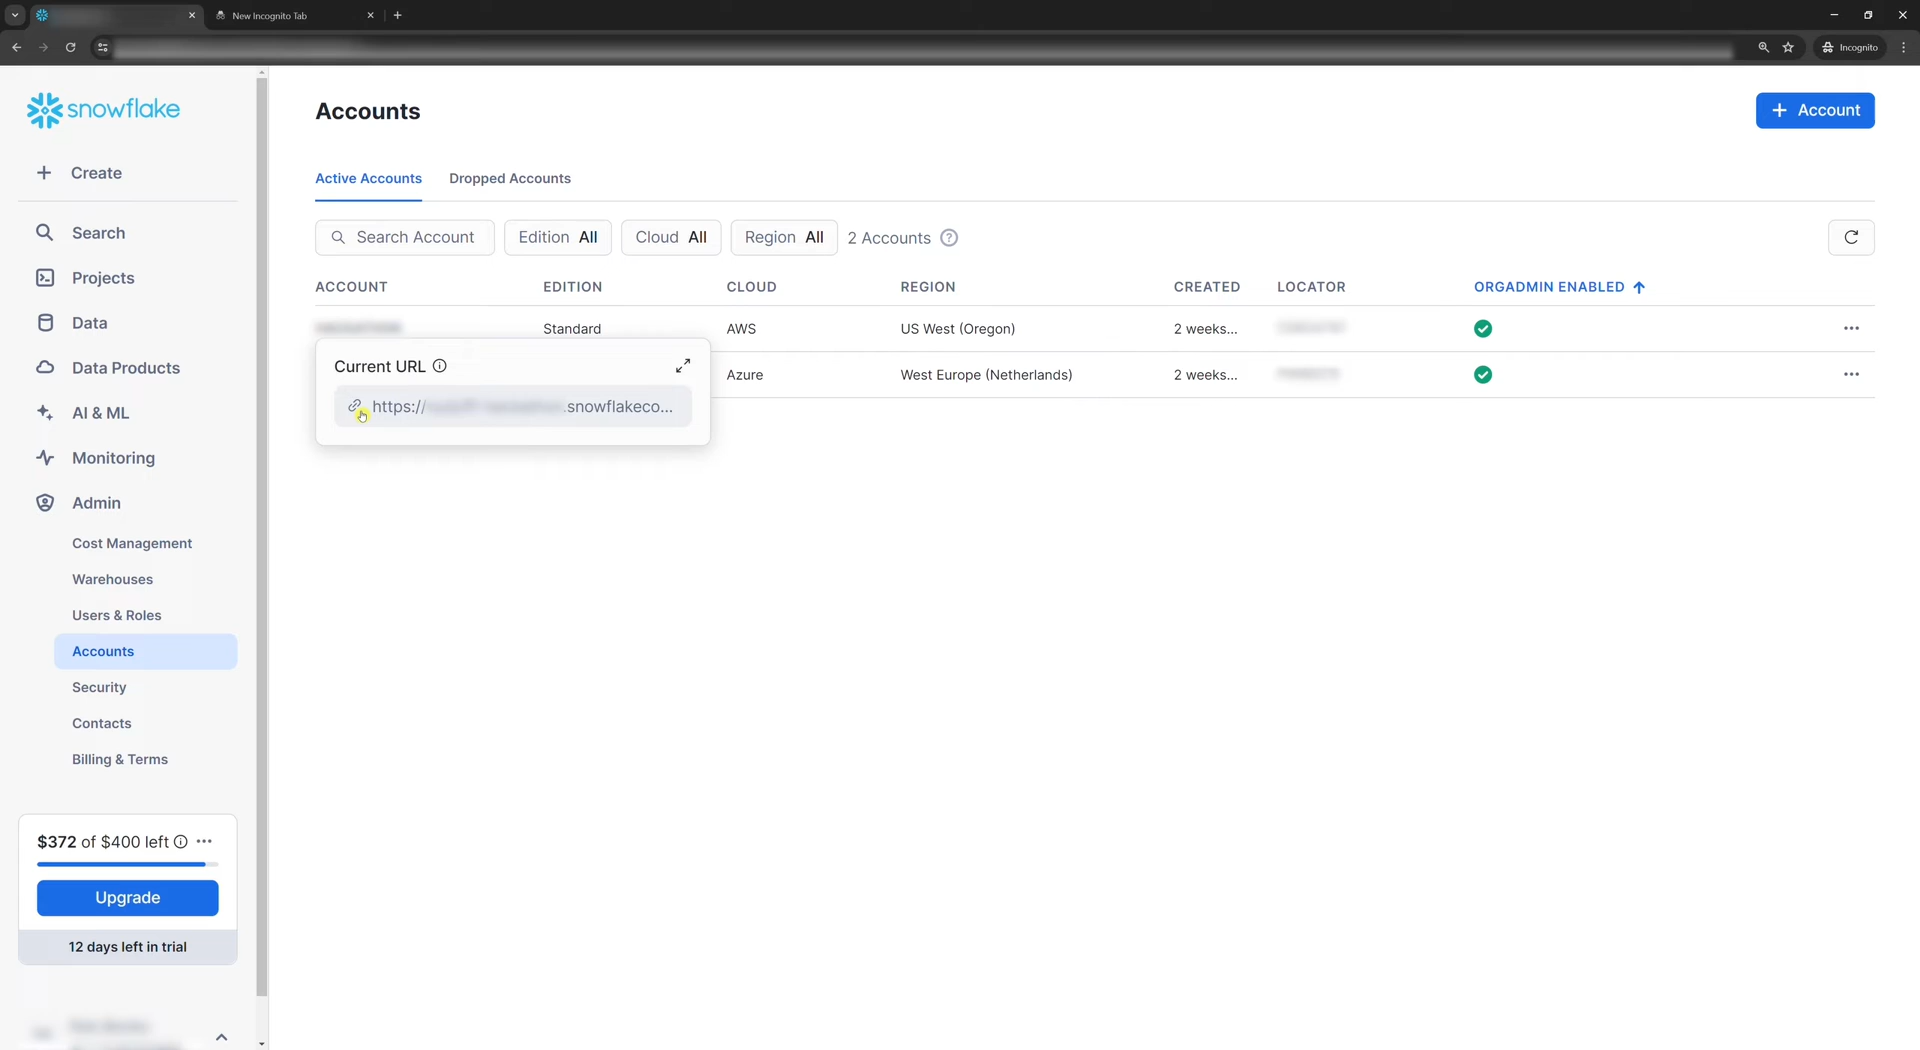 New Incognito Tab
Incognito
snowflake
Accounts
Account
Create
Active Accounts
Dropped Accounts
Search
Search Account
Edition All
Cloud All
Region All
2 Accounts
Projects
ACCOUNT
EDITION
CLOUD
REGION
CREATED
LOCATOR
ORGADMIN ENABLED
Data
Standard
AWS
US West (Oregon)
2 weeks...
Data Products
Current URL
Azure
West Europe (Netherlands)
2 weeks...
AI & ML
https://
.snowflakeco...
Monitoring
Admin
Cost Management
Warehouses
Users & Roles
Accounts
Security
Contacts
Billing & Terms
$372 of $400 left
Upgrade
12 days left in trial